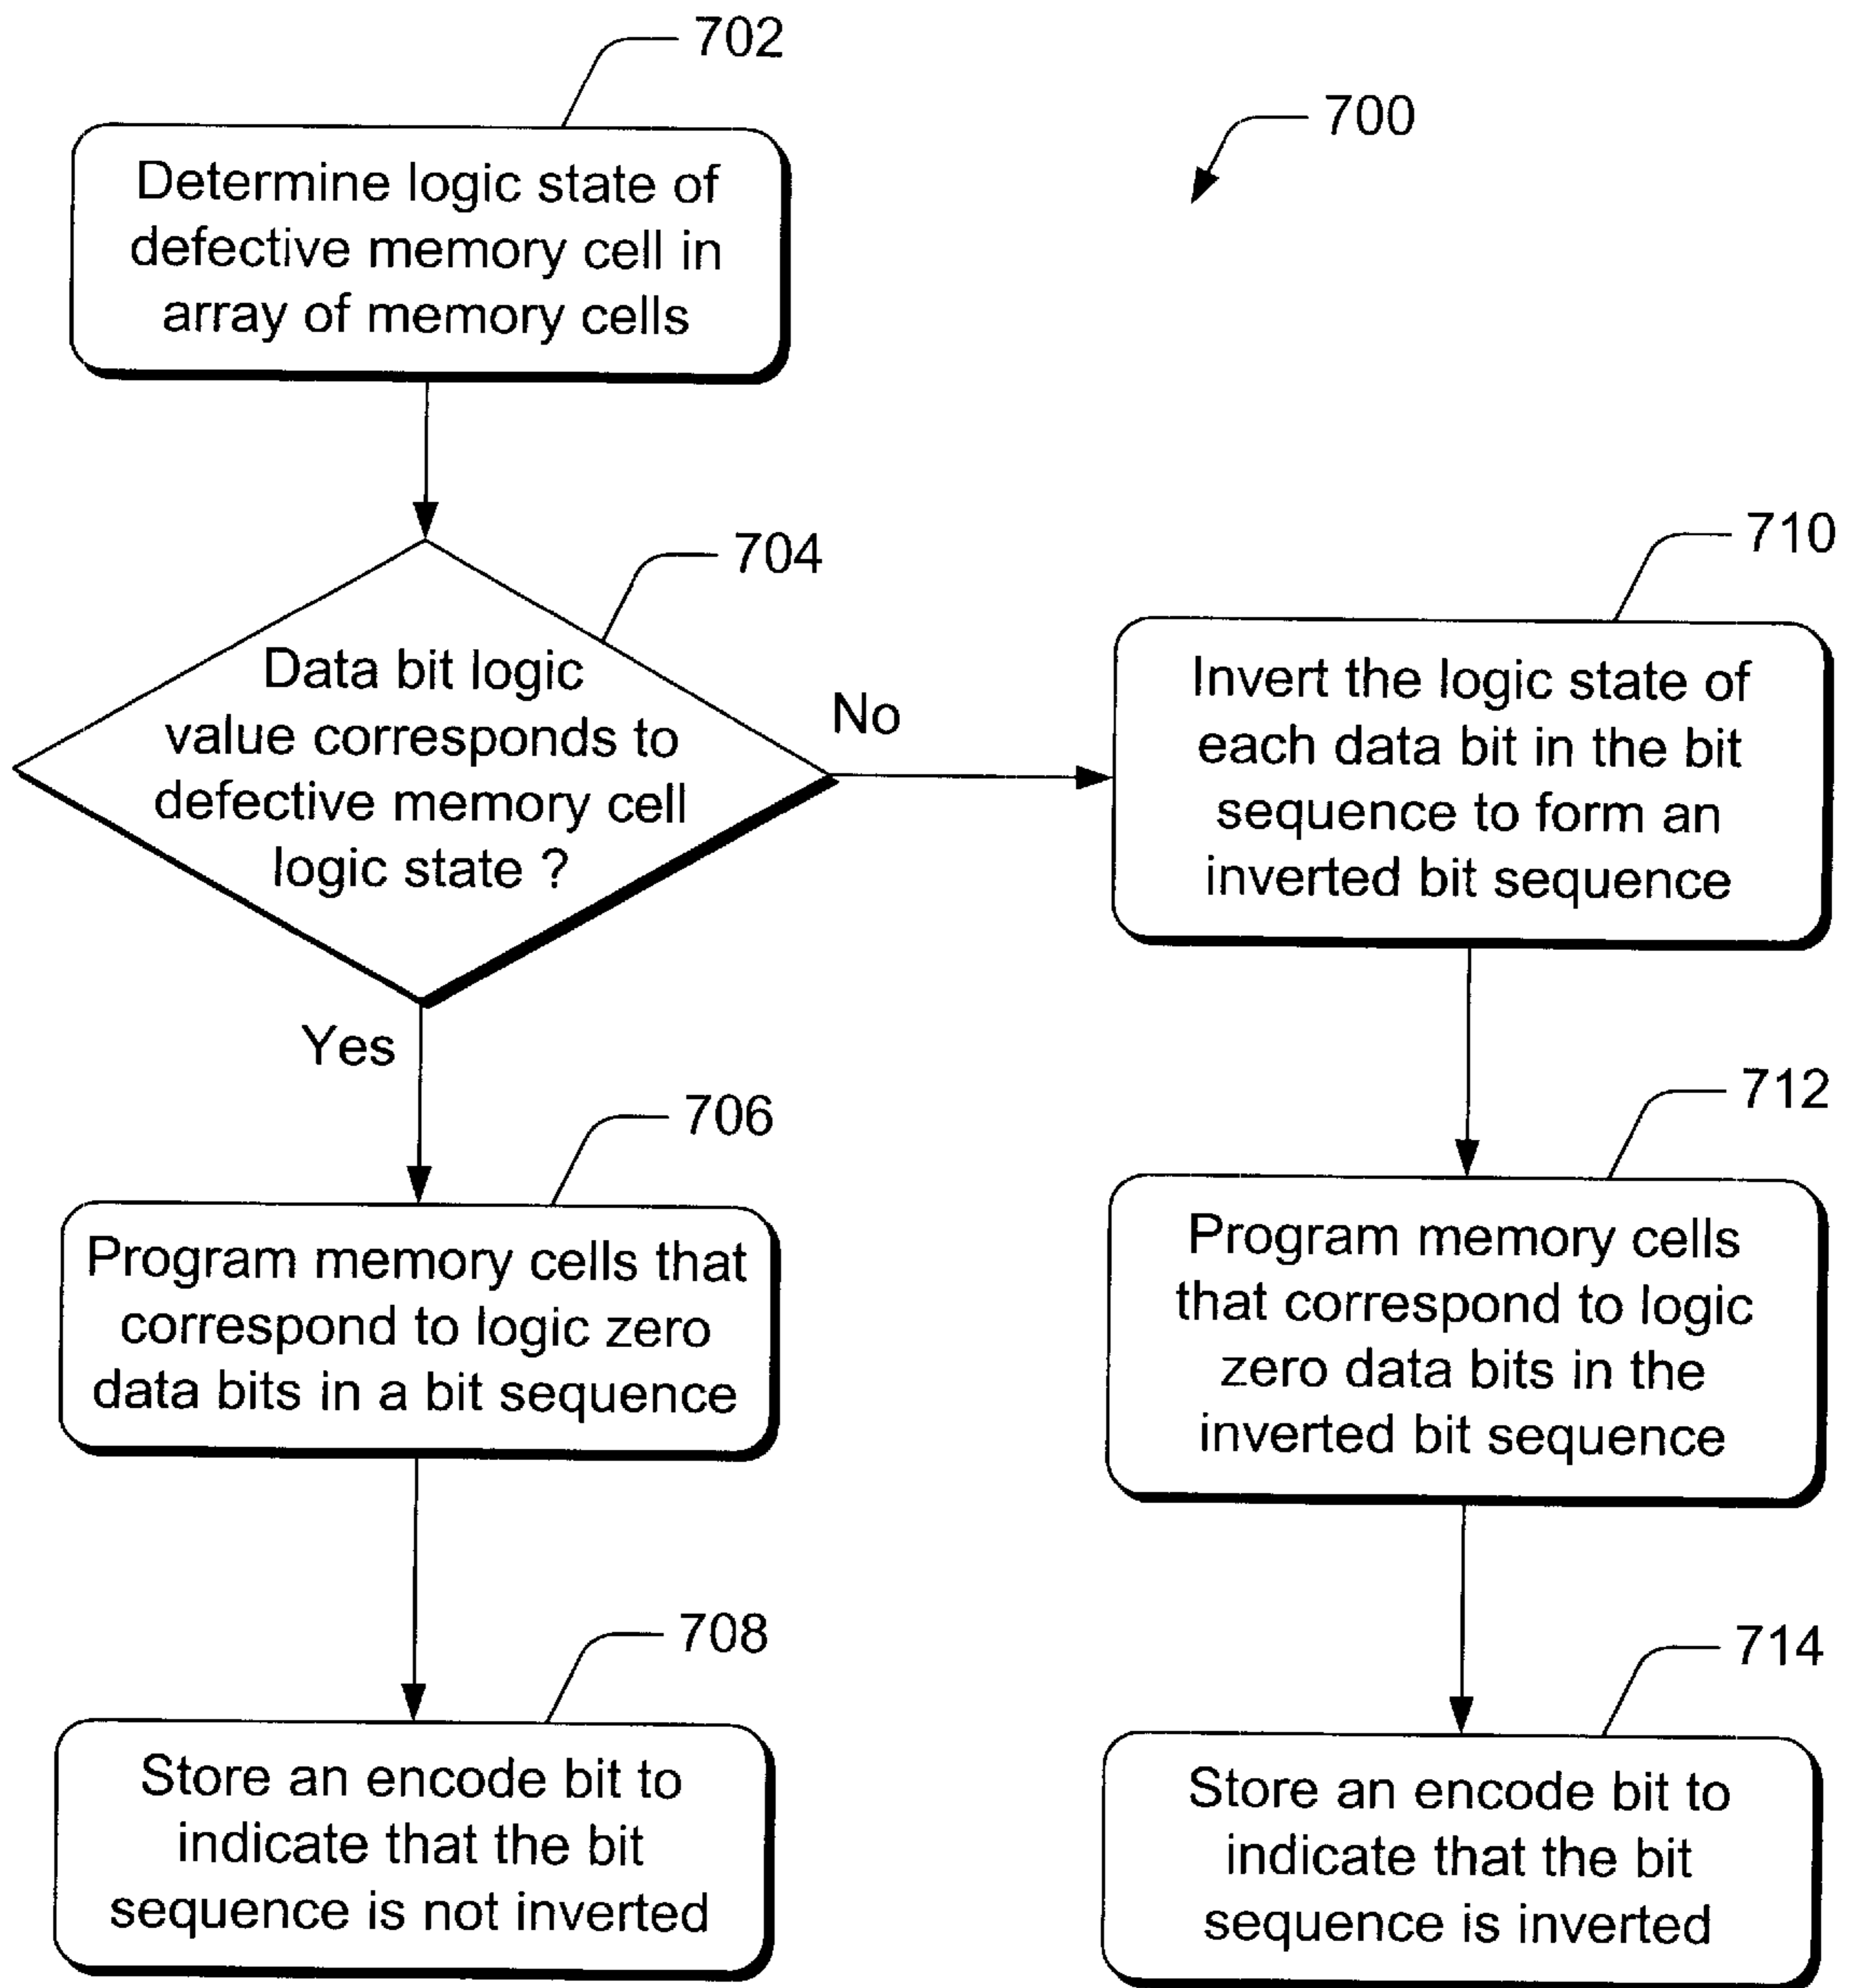 702
700
Determine logic state of
defective memory cell in
array of memory cells
704
Data bit logic
value corresponds to
defective memory cell
logic state ?
No
Yes
710
Invert the logic state of
each data bit in the bit
sequence to form an
inverted bit sequence
706
Program memory cells that
correspond to logic zero
data bits in a bit sequence
712
Program memory cells
that correspond to logic
zero data bits in the
inverted bit sequence
708
Store an encode bit to
indicate that the bit
sequence is not inverted
714
Store an encode bit to
indicate that the bit
sequence is inverted